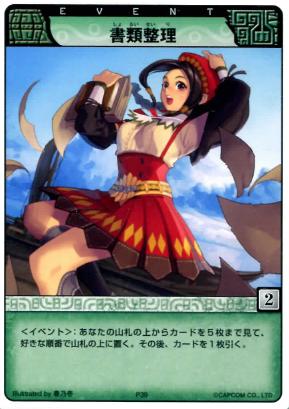 EVENT
しょ るい せい り
書類整理
2
<イベント>：あなたの山札の上からカードを５枚まで見て、
好きな順番で山札の上に置く。その後、カードを１枚引く。
Illustrated by 春乃壱
P39
©CAPCOM CO., LTD